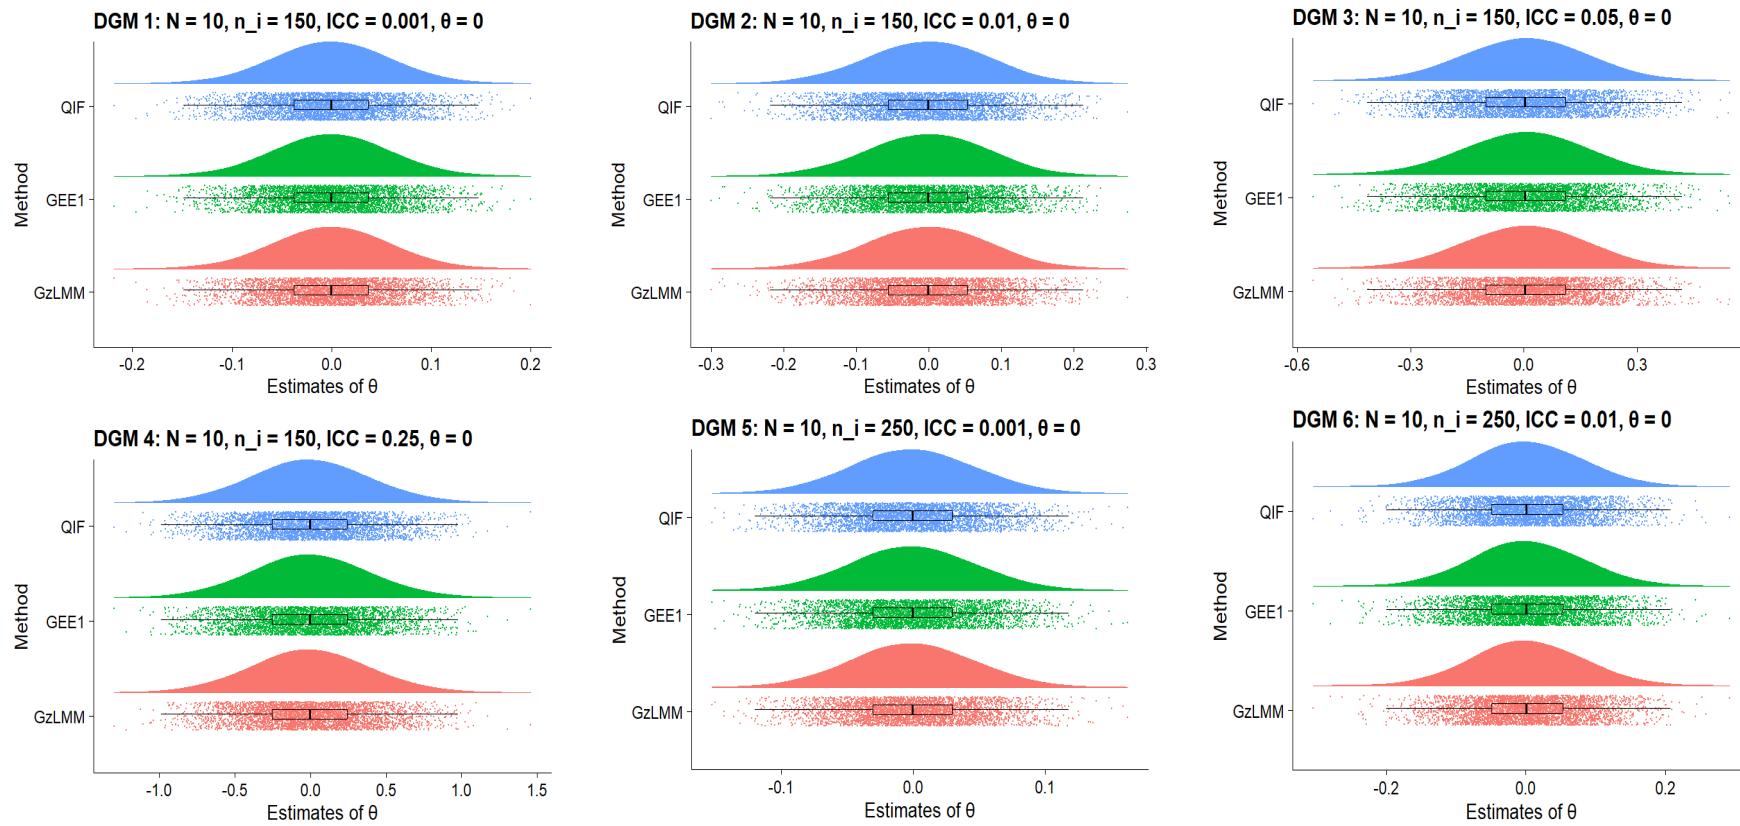 DGM 1: N = 10, n_i = 150, ICC = 0.001, θ = 0
Method
QIF
GEE1
GzLMM
-0.2 -0.1 0.0 0.1 0.2
Estimates of θ
DGM 2: N = 10, n_i = 150, ICC = 0.01, θ = 0
Method
QIF
GEE1
GzLMM
-0.3 -0.2 -0.1 0.0 0.1 0.2 0.3
Estimates of θ
DGM 3: N = 10, n_i = 150, ICC = 0.05, θ = 0
Method
QIF
GEE1
GzLMM
-0.6 -0.3 0.0 0.3
Estimates of θ
DGM 4: N = 10, n_i = 150, ICC = 0.25, θ = 0
Method
QIF
GEE1
GzLMM
-1.0 -0.5 0.0 0.5 1.0 1.5
Estimates of θ
DGM 5: N = 10, n_i = 250, ICC = 0.001, θ = 0
Method
QIF
GEE1
GzLMM
-0.1 0.0 0.1
Estimates of θ
DGM 6: N = 10, n_i = 250, ICC = 0.01, θ = 0
Method
QIF
GEE1
GzLMM
-0.2 0.0 0.2
Estimates of θ